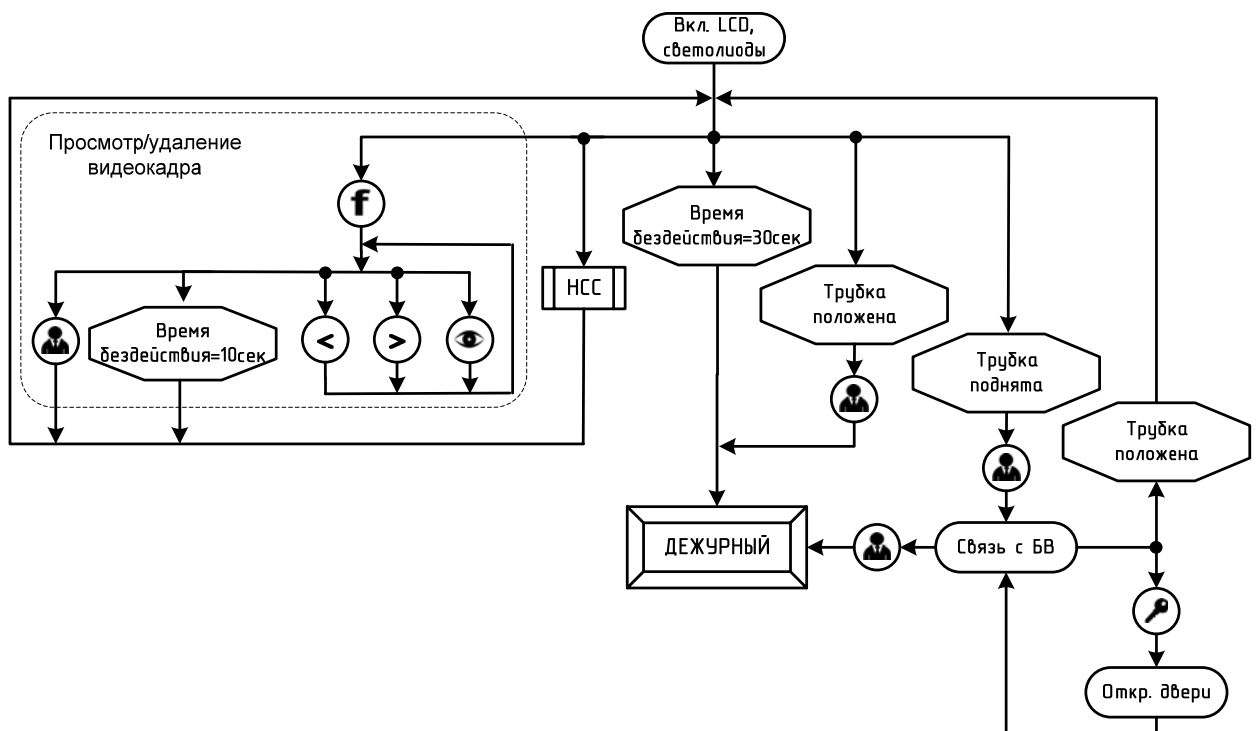 Вкл. LCD,
светолиоды
Просмотр/удаление
видеокадра
f
Время
бездействия=30сек
НСС
Трубка
положена
Время
бездействия=10сек
<
>
Трубка
поднята
Трубка
положена
ДЕЖУРНЫЙ
Связь с БВ
Откр. двери